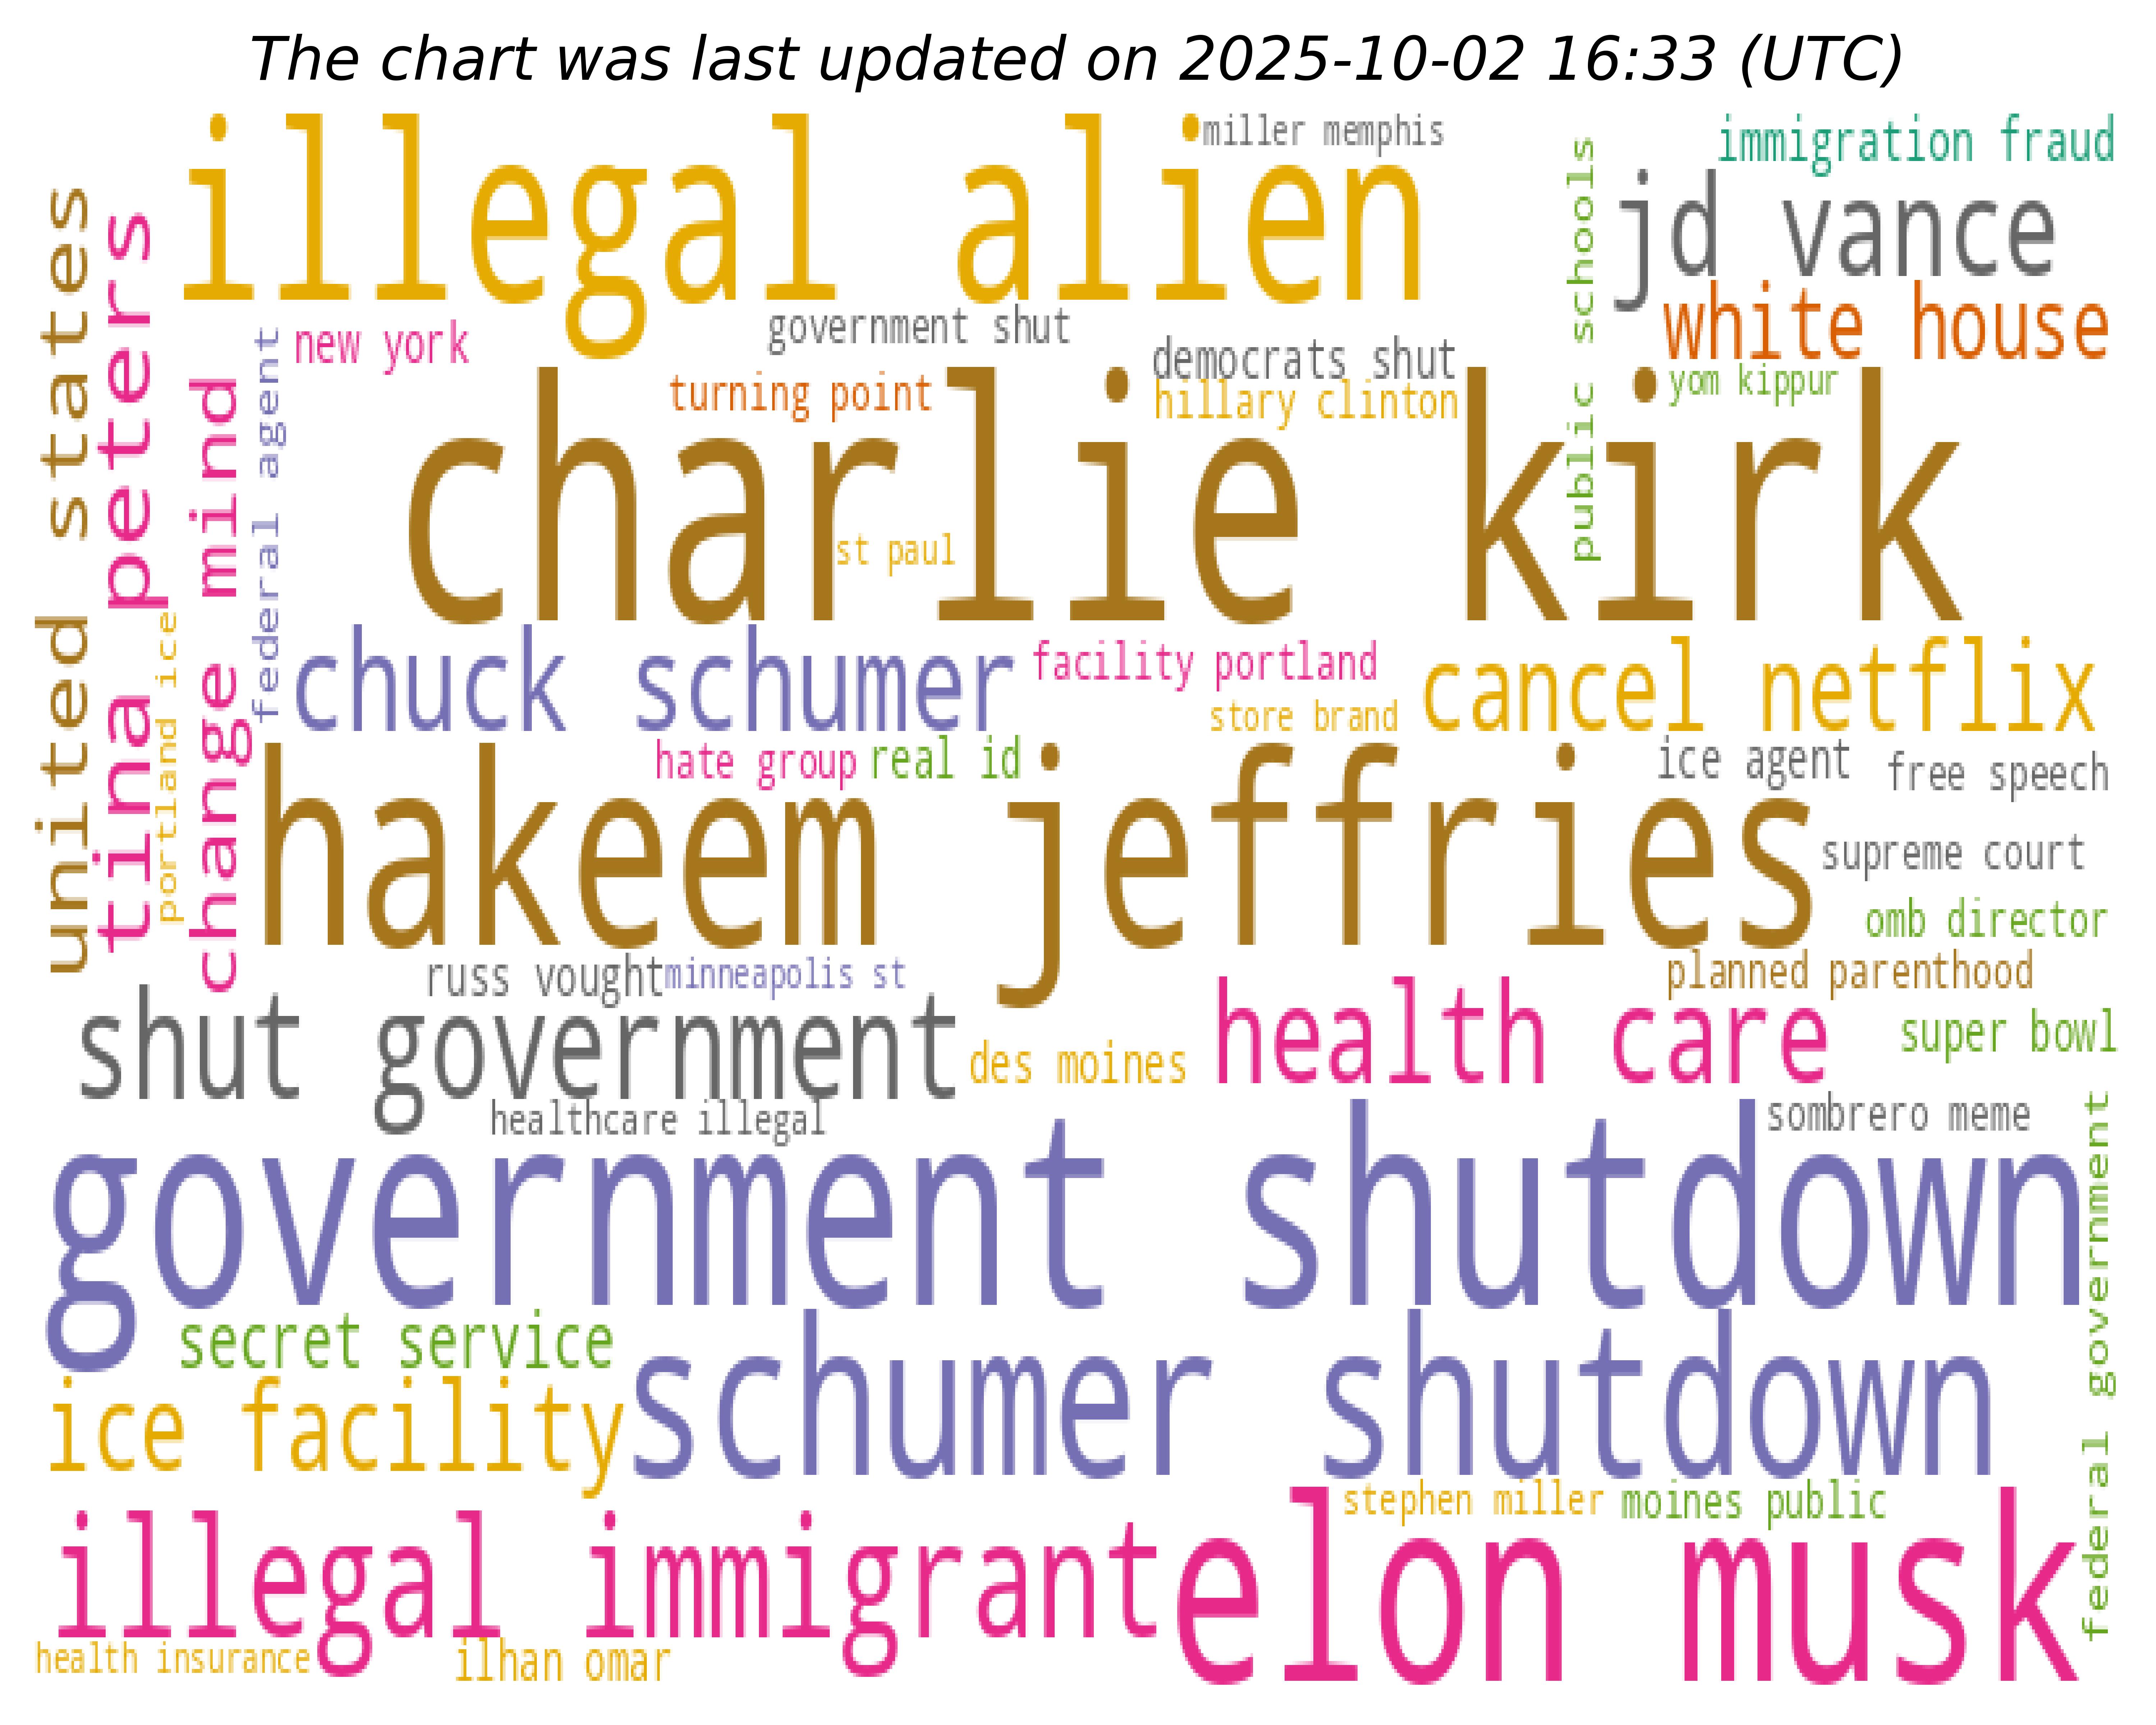 The chart was last updated on 2025-10-02 16:33 (UTC)
illegal alien
miller memphis
immigration fraud
jd vance
public schools
united states
tina peters
white house
government shut
new york
democrats shut
federal agent
turning point
hillary clinton
yom kippur
change mind
charlie kirk
st paul
portland ice
chuck schumer
facility portland
cancel netflix
store brand
hate group
real id
ice agent
free speech
hakeem jeffries
supreme court
omb director
russ vought
minneapolis st
planned parenthood
shut government
des moines
health care
super bowl
healthcare illegal
sombrero meme
government shutdown
federal government
secret service
schumer shutdown
ice facility
stephen miller
moines public
illegal immigrant
elon musk
health insurance
ilhan omar